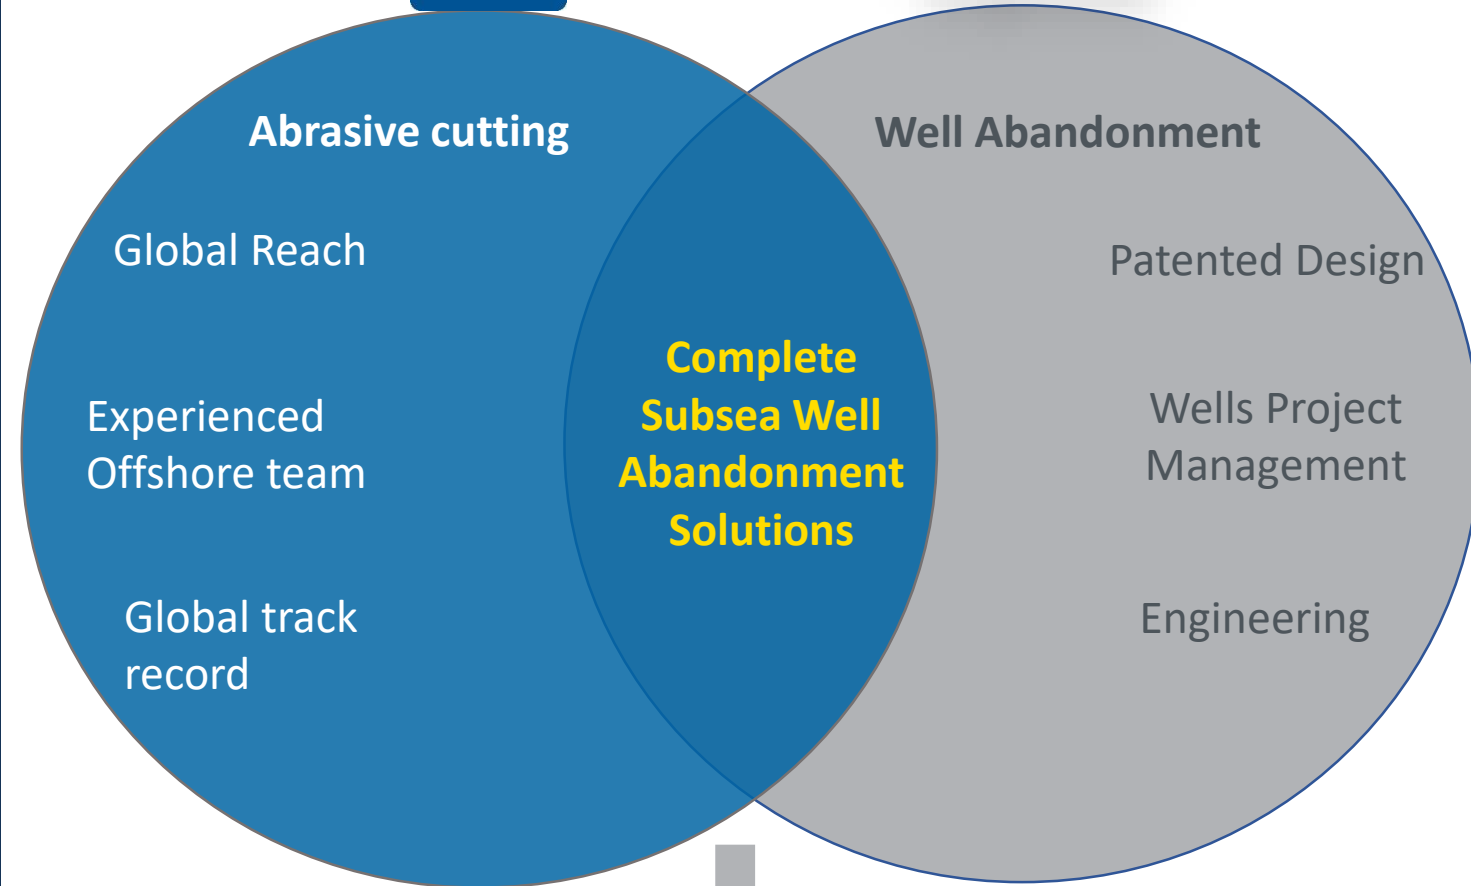 Abrasive cutting
Global Reach
Experienced
Offshore team
Global track
record
Complete
Subsea Well
Abandonment
Solutions
Well Abandonment
Patented Design
Wells Project
Management
Engineering